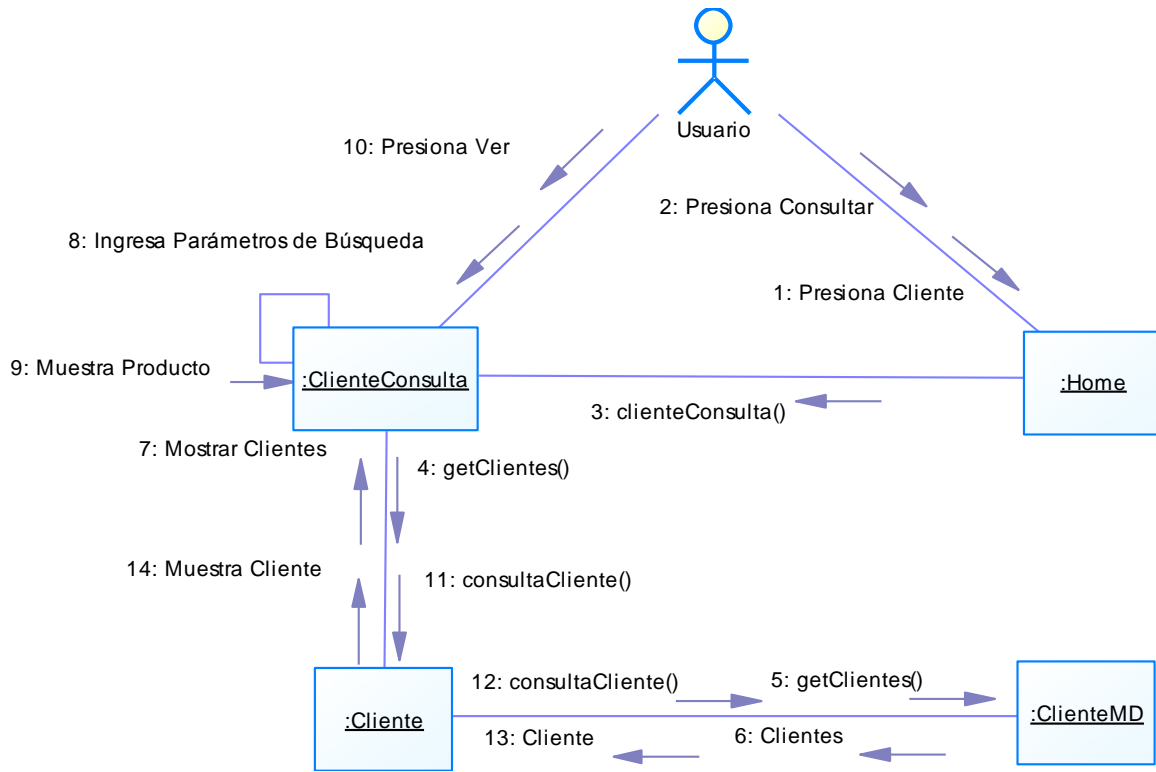 Usuario
10: Presiona Ver
2: Presiona Consultar
8: Ingresa Parámetros de Búsqueda
1: Presiona Cliente
9: Muestra Producto
:ClienteConsulta
:Home
3: clienteConsulta()
7: Mostrar Clientes
4: getClientes()
14: Muestra Cliente
11: consultaCliente()
12: consultaCliente()
5: getClientes()
:Cliente
:ClienteMD
13: Cliente
6: Clientes